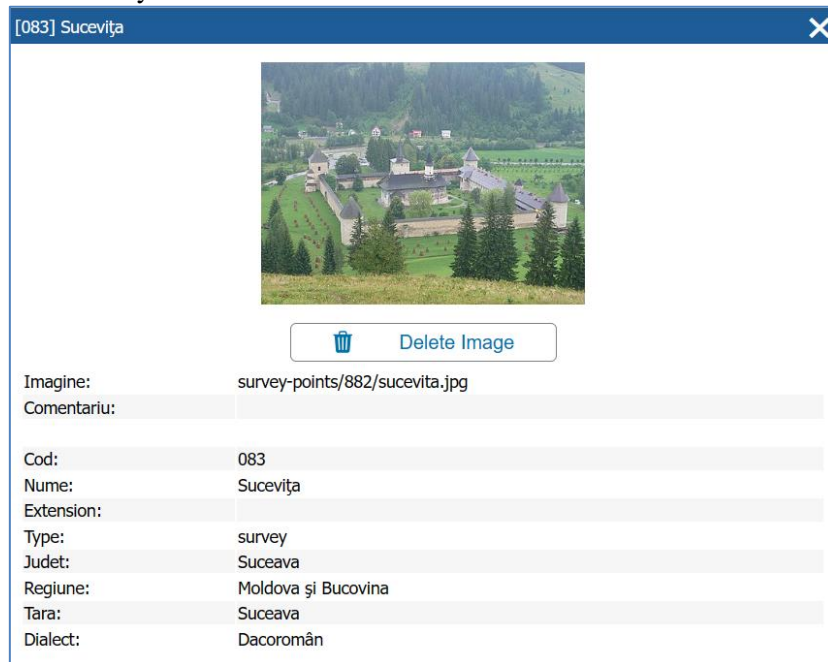 [083] Suceviţa
Delete Image
Imagine: survey-points/882/sucevita.jpg
Comentariu:
Cod: 083
Nume: Suceviţa
Extension:
Type: survey
Judet: Suceava
Regiune: Moldova şi Bucovina
Tara: Suceava
Dialect: Dacoromân